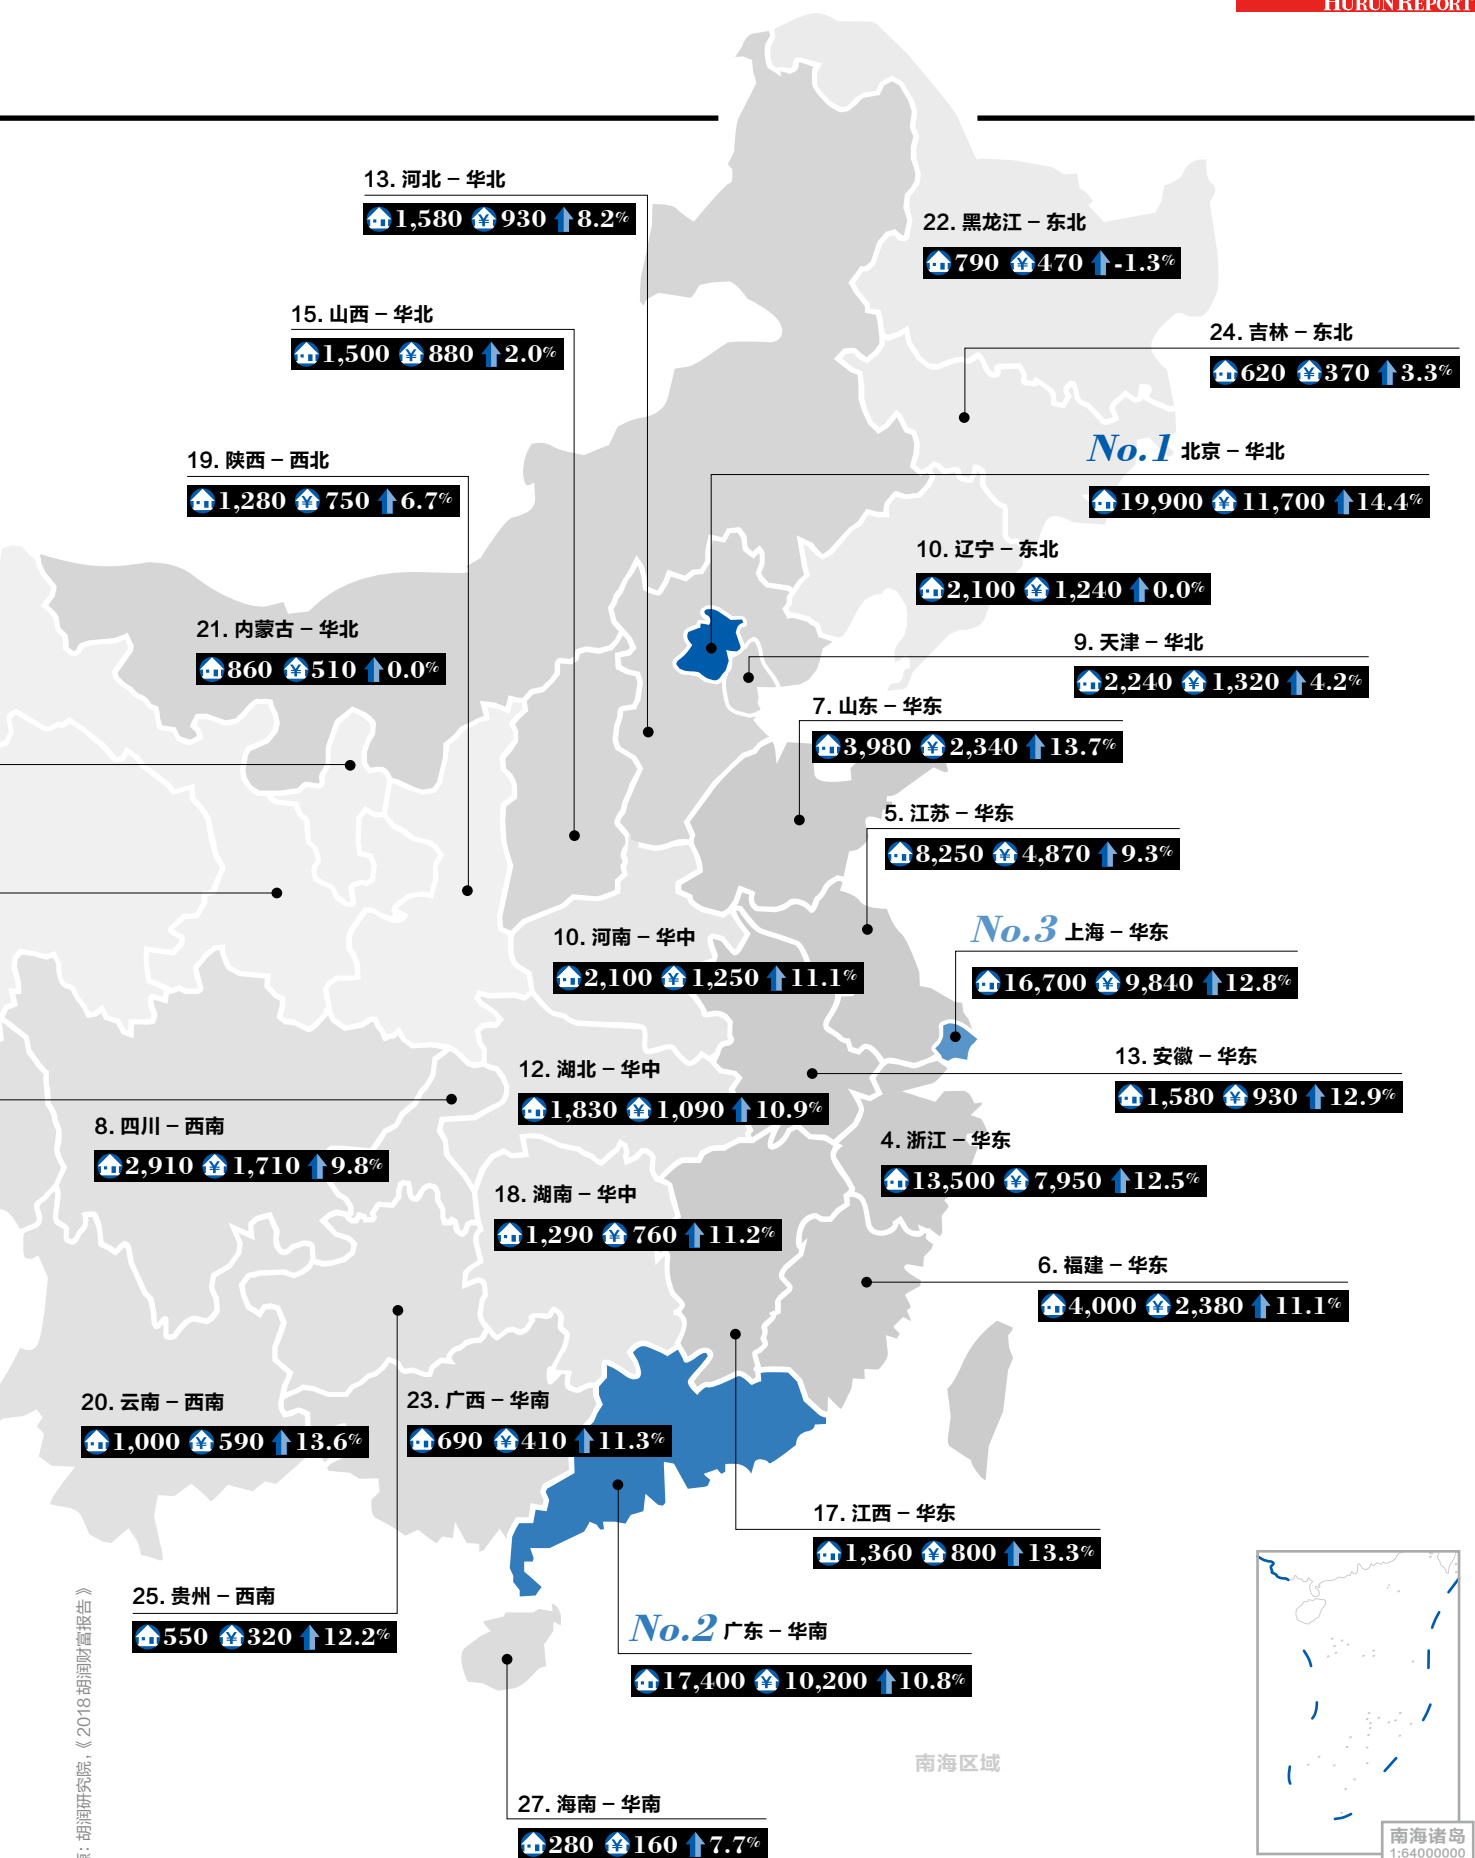 HURUN REPORT
13. 河北 – 华北
1,580 ¥ 930 8.2%
22. 黑龙江 – 东北
790 ¥ 470 -1.3%
15. 山西 – 华北
1,500 ¥ 880 2.0%
24. 吉林 – 东北
620 ¥ 370 3.3%
No.1 北京 – 华北
19,900 ¥ 11,700 14.4%
19. 陕西 – 西北
1,280 ¥ 750 6.7%
10. 辽宁 – 东北
2,100 ¥ 1,240 0.0%
21. 内蒙古 – 华北
860 ¥ 510 0.0%
9. 天津 – 华北
2,240 ¥ 1,320 4.2%
7. 山东 – 华东
3,980 ¥ 2,340 13.7%
5. 江苏 – 华东
8,250 ¥ 4,870 9.3%
No.3 上海 – 华东
16,700 ¥ 9,840 12.8%
10. 河南 – 华中
2,100 ¥ 1,250 11.1%
13. 安徽 – 华东
1,580 ¥ 930 12.9%
12. 湖北 – 华中
1,830 ¥ 1,090 10.9%
8. 四川 – 西南
2,910 ¥ 1,710 9.8%
4. 浙江 – 华东
13,500 ¥ 7,950 12.5%
18. 湖南 – 华中
1,290 ¥ 760 11.2%
6. 福建 – 华东
4,000 ¥ 2,380 11.1%
20. 云南 – 西南
1,000 ¥ 590 13.6%
23. 广西 – 华南
690 ¥ 410 11.3%
17. 江西 – 华东
1,360 ¥ 800 13.3%
25. 贵州 – 西南
550 ¥ 320 12.2%
No.2 广东 – 华南
17,400 ¥ 10,200 10.8%
27. 海南 – 华南
280 ¥ 160 7.7%
南海区域
南海诸岛
1:64000000
: 胡润研究院,《2018胡润财富报告》